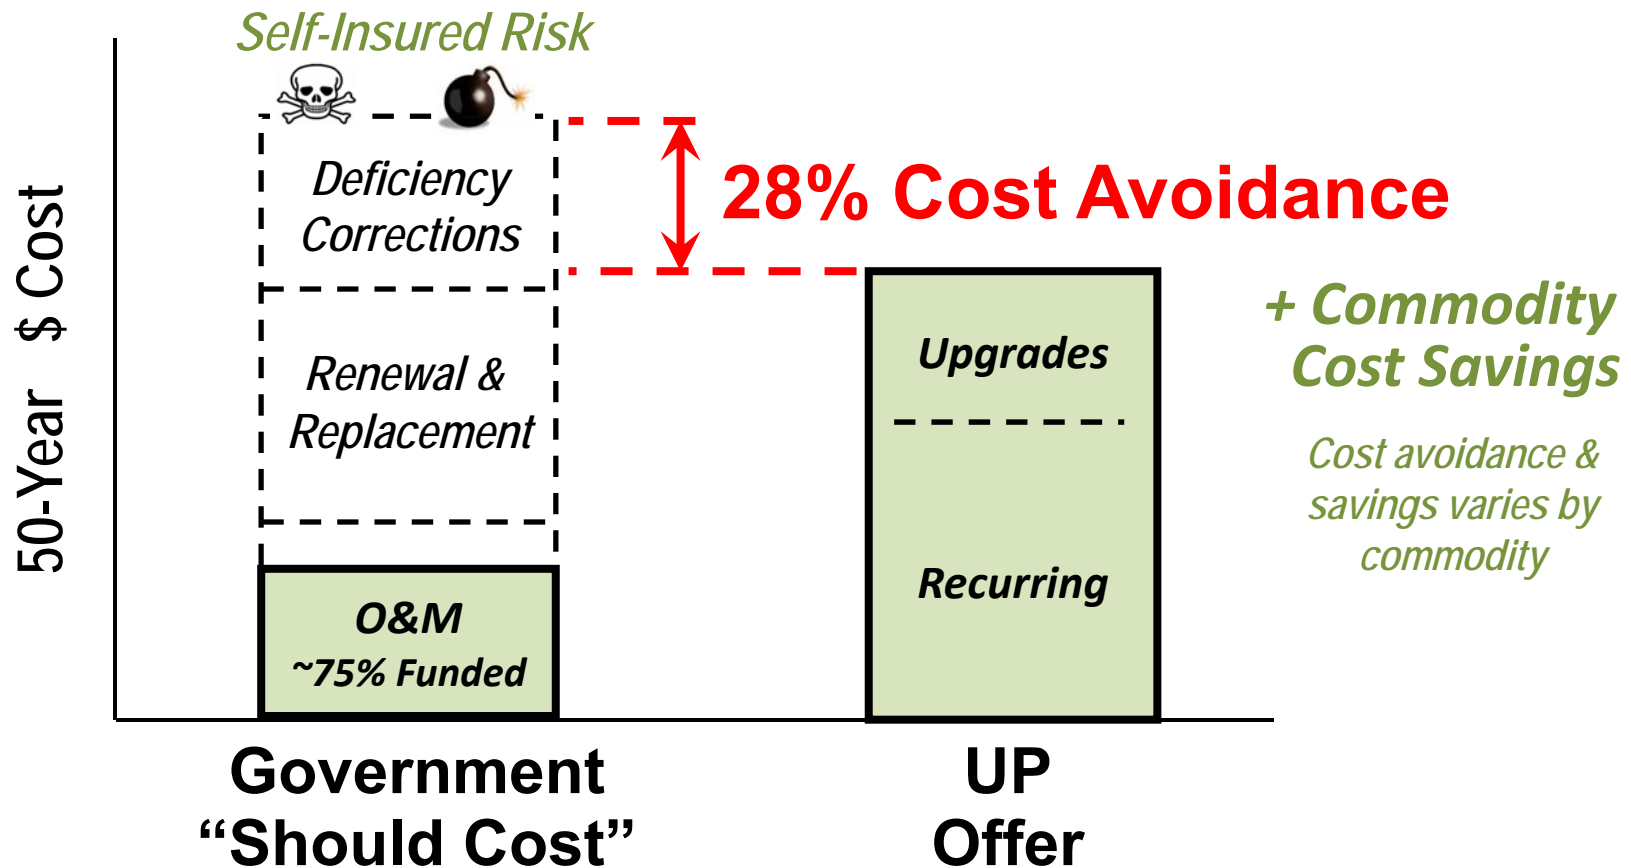 Self-Insured Risk
50-Year $ Cost
Deficiency
Corrections
Renewal &
Replacement
O&M
~75% Funded
28% Cost Avoidance
Upgrades
Recurring
+ Commodity
Cost Savings
Cost avoidance &
savings varies by
commodity
Government
“Should Cost”
UP
Offer